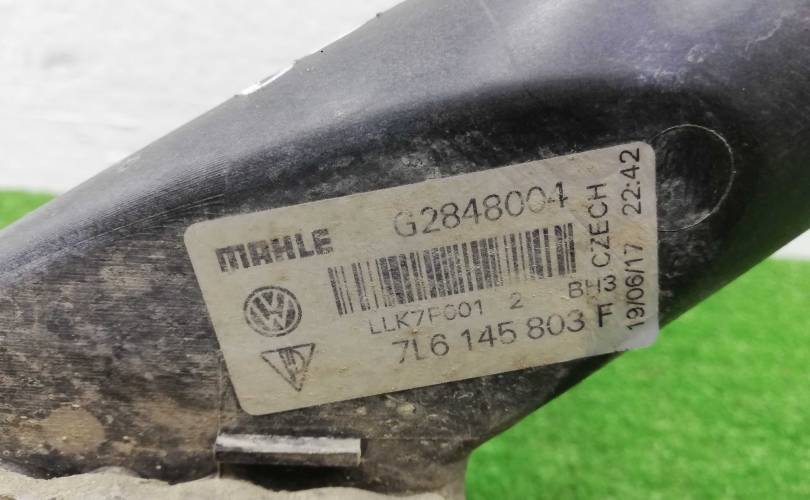 MAHLE
G2848004
LLK7F001 2 BH3
7L6 145 803 F
CZECH
19/06/17 22:42